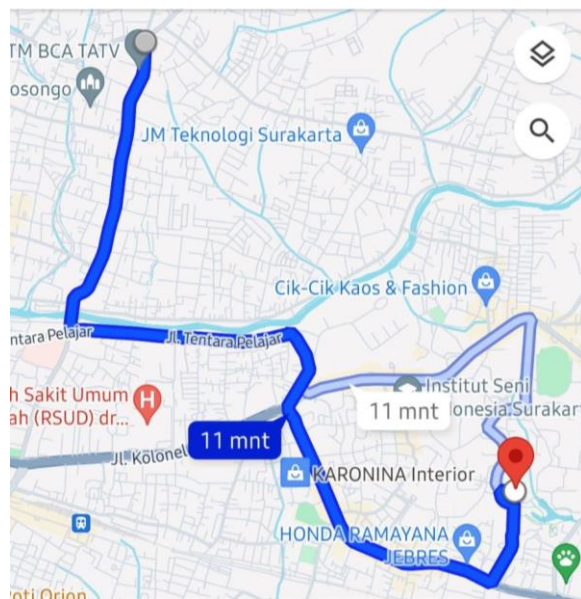 TM BCA TATV
osongo
JM Teknologi Surakarta
Cik-Cik Kaos & Fashion
entara Pelajar
Jl. Tentara Pelajar
h Sakit Umum
ah (RSUD) dr...
H
Institut Seni
donesia Surakart
11 mnt
11 mnt
Jl. Kolonel
KARONINA Interior
HONDA RAMAYANA
JEBRES
oti Orion